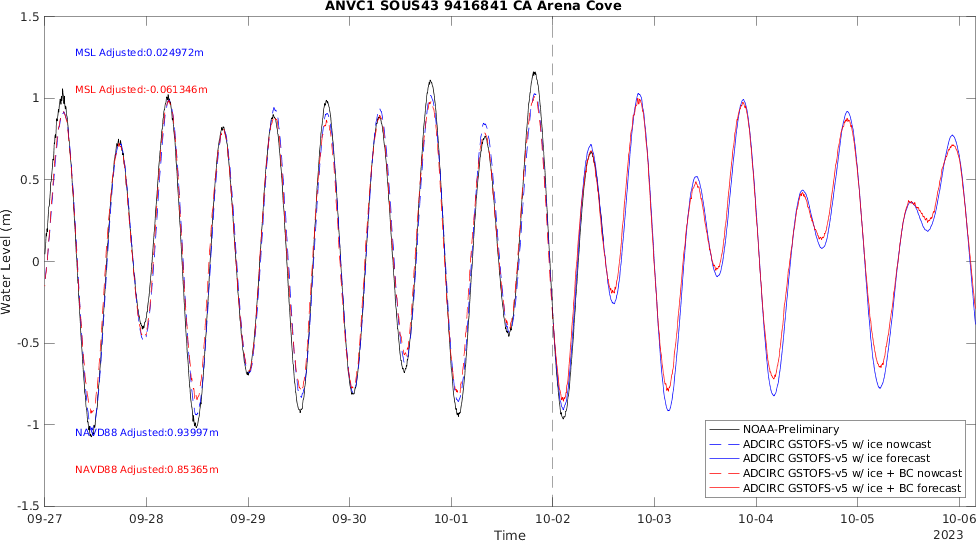 ANVC1 SOUS43 9416841 CA Arena Cove
1.5
1
0.5
0
-0.5
-1
-1.5
Water Level (m)
MSL Adjusted:0.024972m
MSL Adjusted:-0.061346m
NAVD88 Adjusted:0.93997m
NAVD88 Adjusted:0.85365m
NOAA-Preliminary
ADCIRC GSTOFS-v5 w/ ice nowcast
ADCIRC GSTOFS-v5 w/ ice forecast
ADCIRC GSTOFS-v5 w/ ice + BC nowcast
ADCIRC GSTOFS-v5 w/ ice + BC forecast
09-27 09-28 09-29 09-30 10-01 10-02 10-03 10-04 10-05 10-06
Time
2023